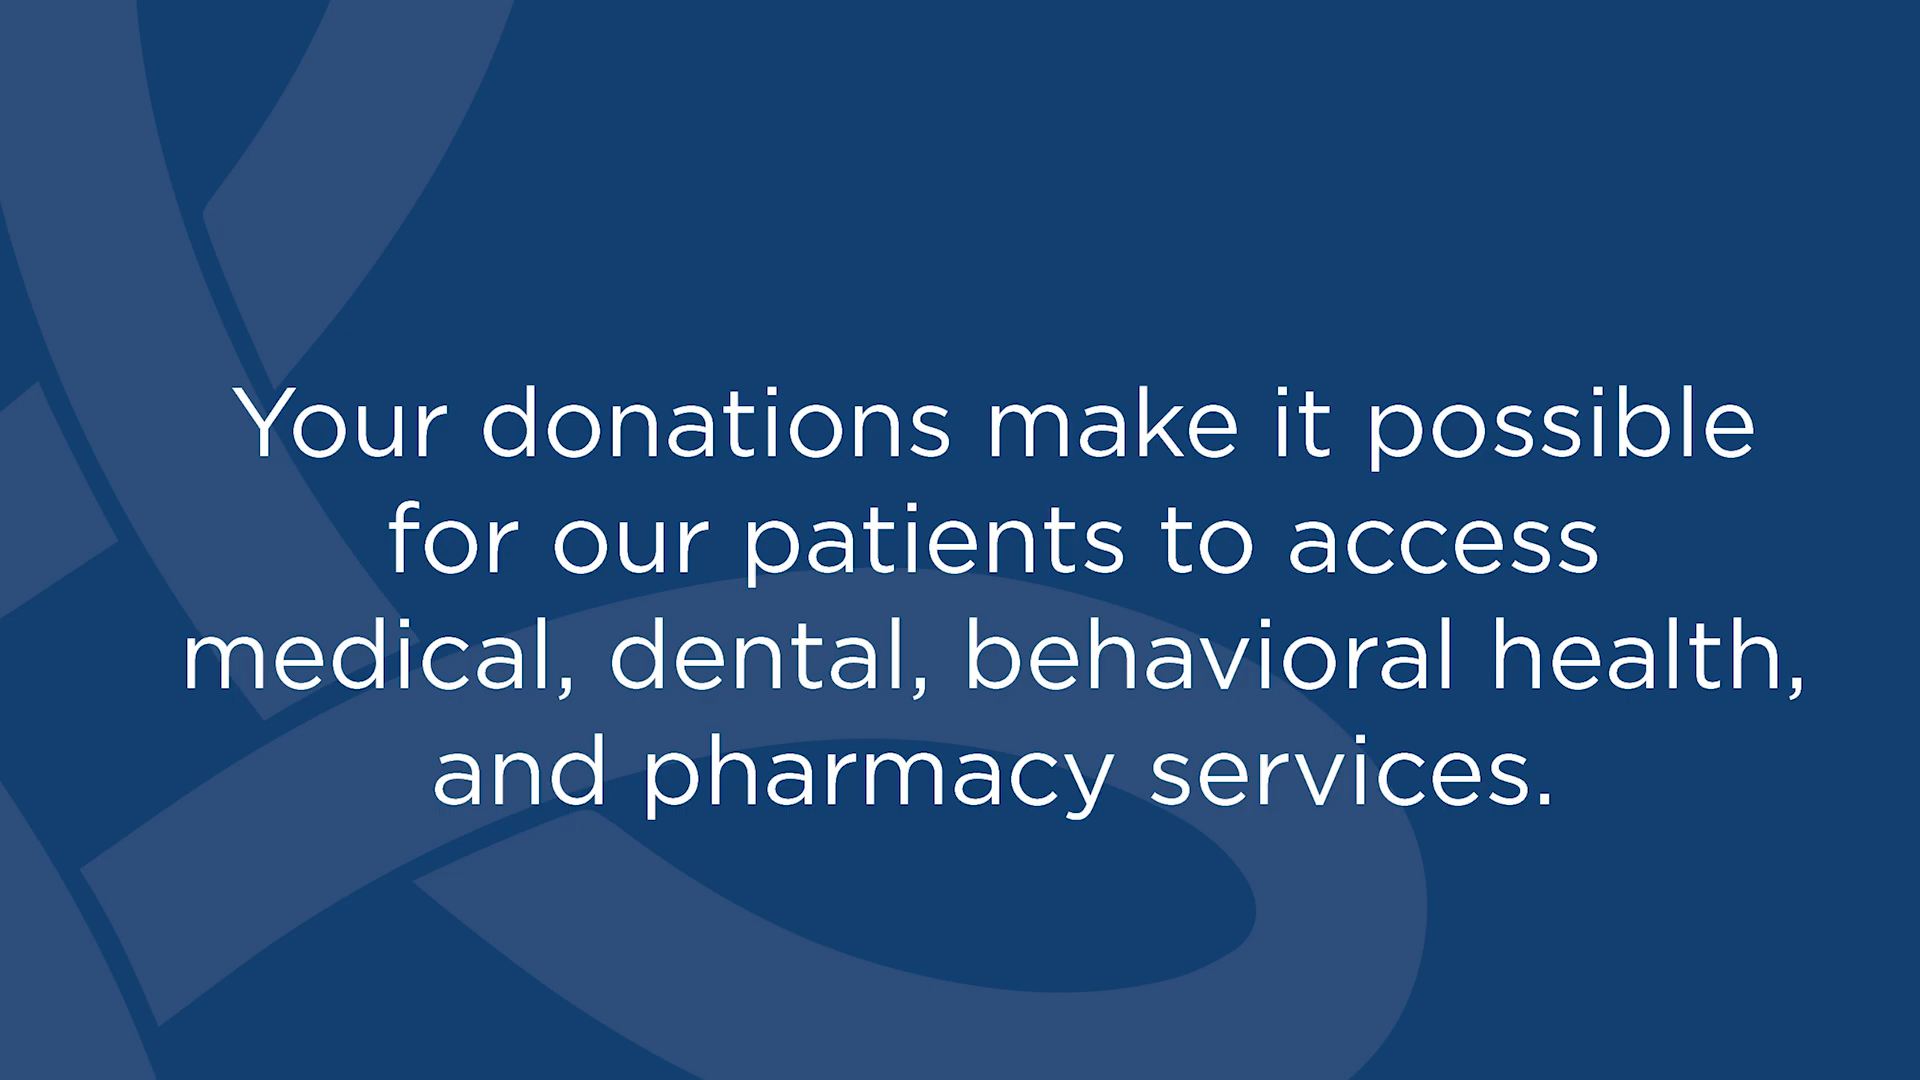 Your donations make it possible
for our patients to access
medical, dental, behavioral health,
and pharmacy services.